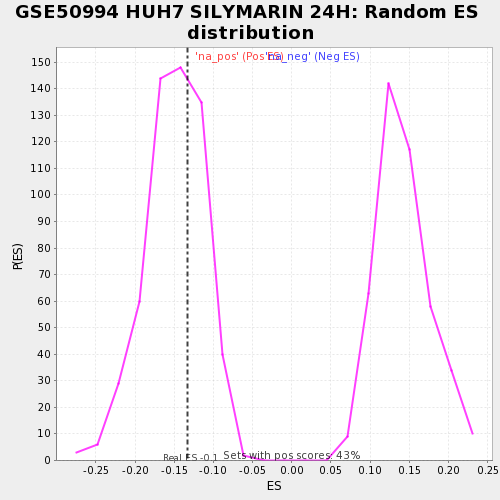 GSE50994 HUH7 SILYMARIN 24H: Random ES
distribution
'na_pos' (Pos ES) 'na_neg' (Neg ES)
P(ES)
150
140
130
120
110
100
90
80
70
60
50
40
30
20
10
0
Real ES -0.1 Sets with pos scores: 43%
-0.25 -0.20 -0.15 -0.10 -0.05 0.00 0.05 0.10 0.15 0.20 0.25
ES